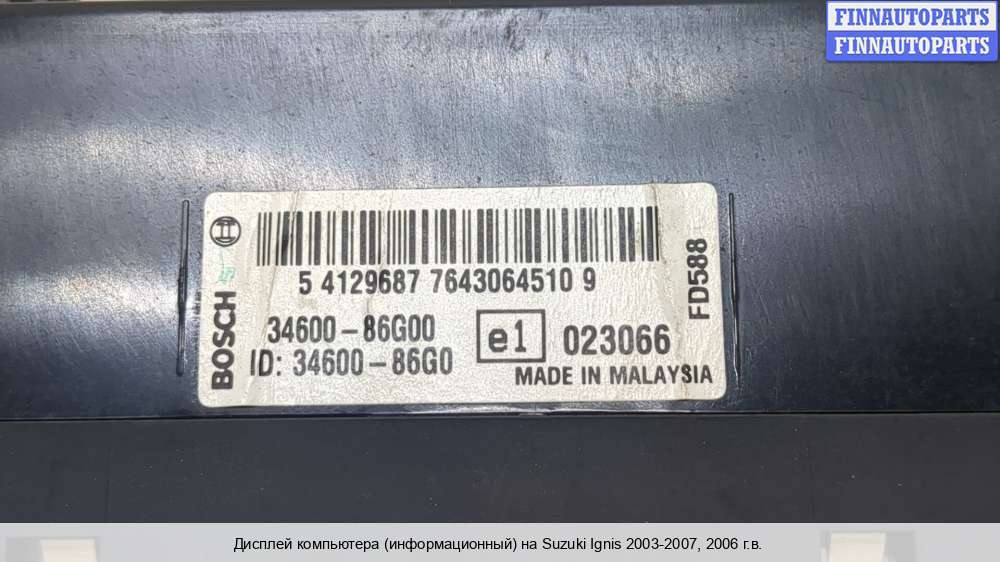 FINNAUTOPARTS
FINNAUTOPARTS
BOSCH
5 4129687 7643064510 9
34600-86G00
e1
023066
ID: 34600-86G0
MADE IN MALAYSIA
FD588
Дисплей компьютера (информационный) на Suzuki Ignis 2003-2007, 2006 г.в.